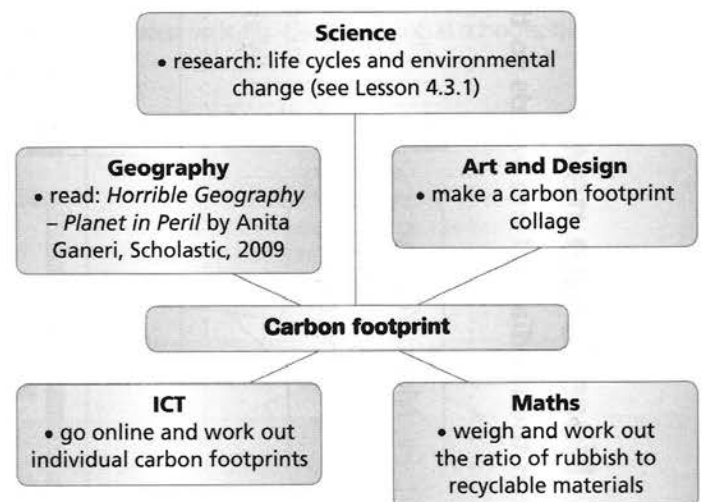 Science
• research: life cycles and environmental
change (see Lesson 4.3.1)
Geography
• read: Horrible Geography
– Planet in Peril by Anita
Ganeri, Scholastic, 2009
Art and Design
• make a carbon footprint
collage
Carbon footprint
ICT
• go online and work out
individual carbon footprints
Maths
• weigh and work out
the ratio of rubbish to
recyclable materials